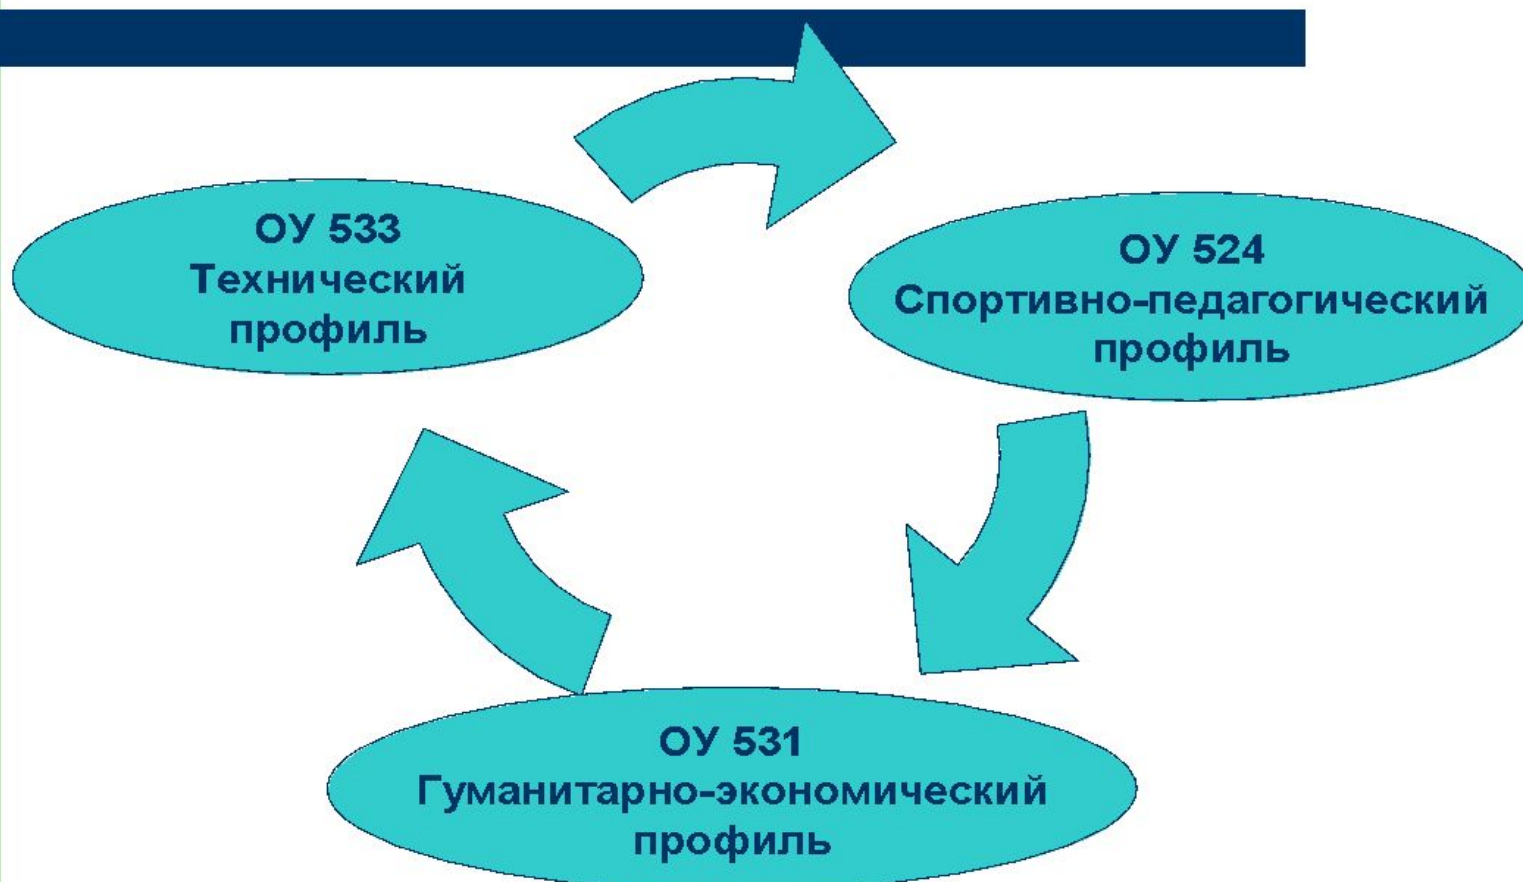 ОУ 533
Технический
профиль
ОУ 524
Спортивно-педагогический
профиль
ОУ 531
Гуманитарно-экономический
профиль